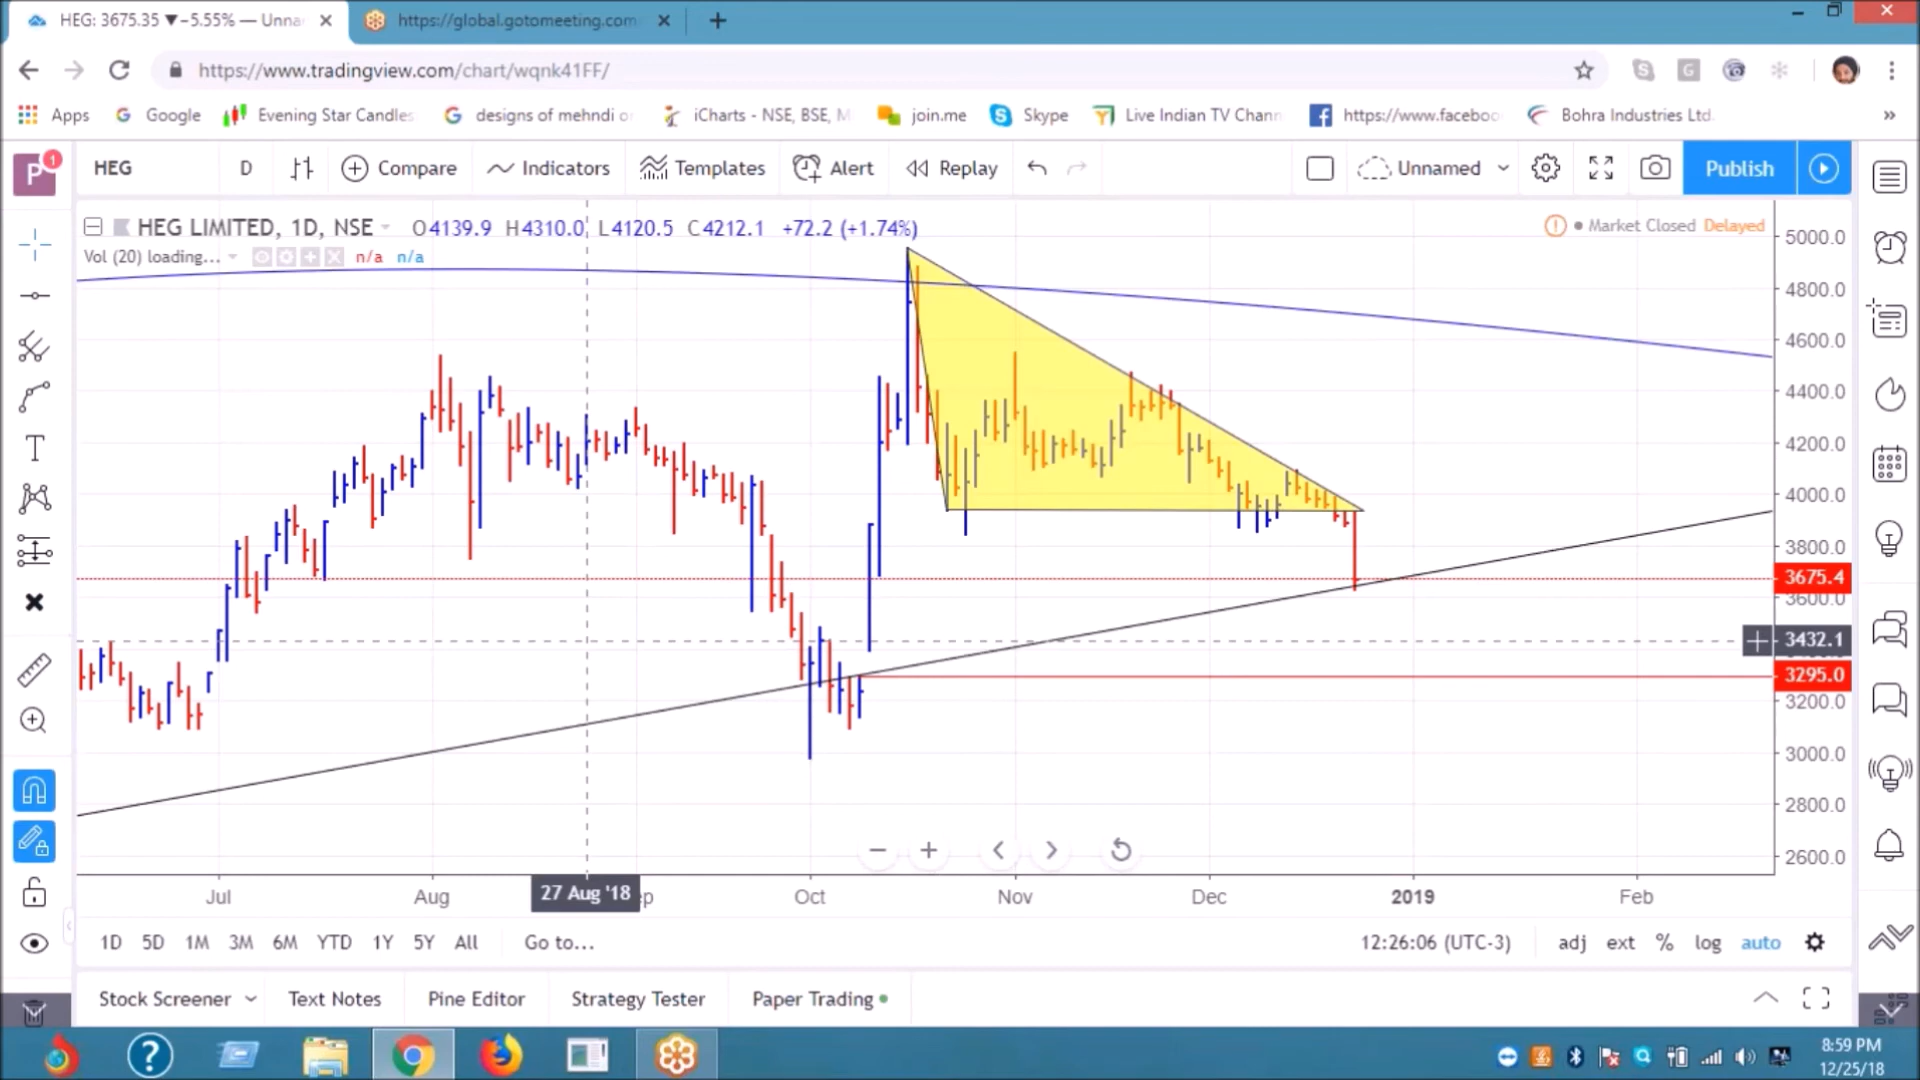 HEG: 3675.35 ▼−5.55% — Unna
https://global.gotomeeting.com
https://www.tradingview.com/chart/wqnk41FF/
Apps
Google
Evening Star Candles
designs of mehndi o
iCharts - NSE, BSE, M
join.me
Skype
Live Indian TV Chann
https://www.faceboo
Bohra Industries Ltd.
»
P
1
HEG
D
Compare
Indicators
Templates
Alert
Replay
Unnamed
Publish
HEG LIMITED, 1D, NSE
O4139.9 H4310.0 L4120.5 C4212.1 +72.2 (+1.74%)
Market Closed Delayed
Vol (20) loading...
n/a n/a
5000.0
4800.0
4600.0
4400.0
4200.0
4000.0
3800.0
3675.4
3600.0
3432.1
3295.0
3200.0
3000.0
2800.0
2600.0
Jul
Aug
27 Aug '18
Oct
Nov
Dec
2019
Feb
1D 5D 1M 3M 6M YTD 1Y 5Y All
Go to...
12:26:06 (UTC-3)
adj ext % log auto
Stock Screener
Text Notes
Pine Editor
Strategy Tester
Paper Trading
8:59 PM
12/25/18